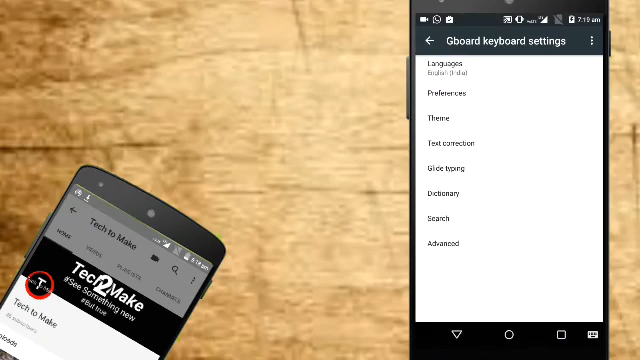 7:19 am
Gboard keyboard settings
Languages
English (India)
Preferences
Theme
Text correction
Glide typing
Dictionary
Search
Advanced
Tech to Make
HOME
VIDEOS
PLAYLISTS
CHANNELS
Tech2Make
#See Something new
#But true
Tech to Make